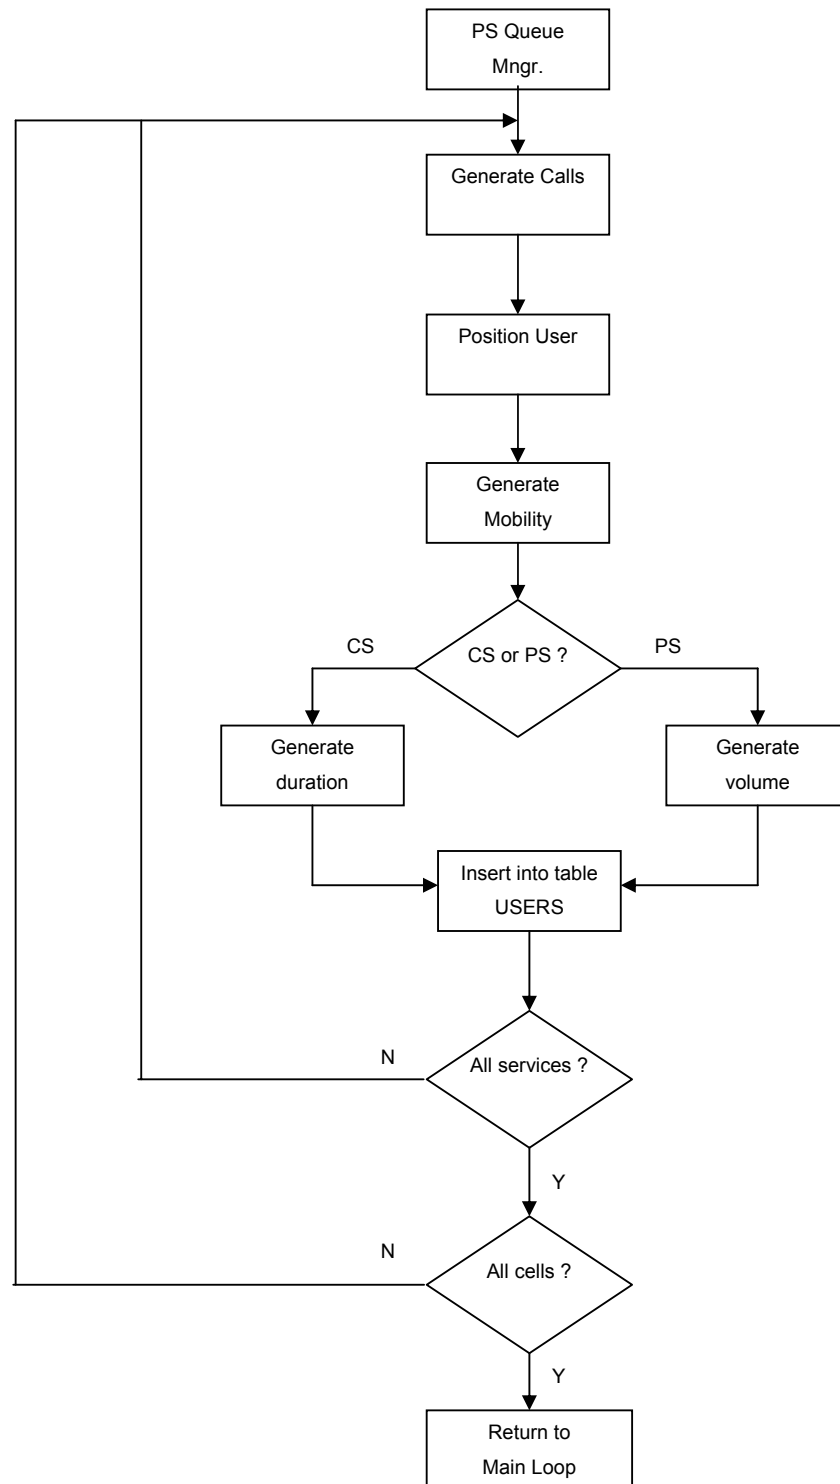 PS Queue
Mngr.
Generate Calls
Position User
Generate
Mobility
CS
CS or PS ?
PS
Generate
duration
Generate
volume
Insert into table
USERS
N
All services ?
Y
N
All cells ?
Y
Return to
Main Loop